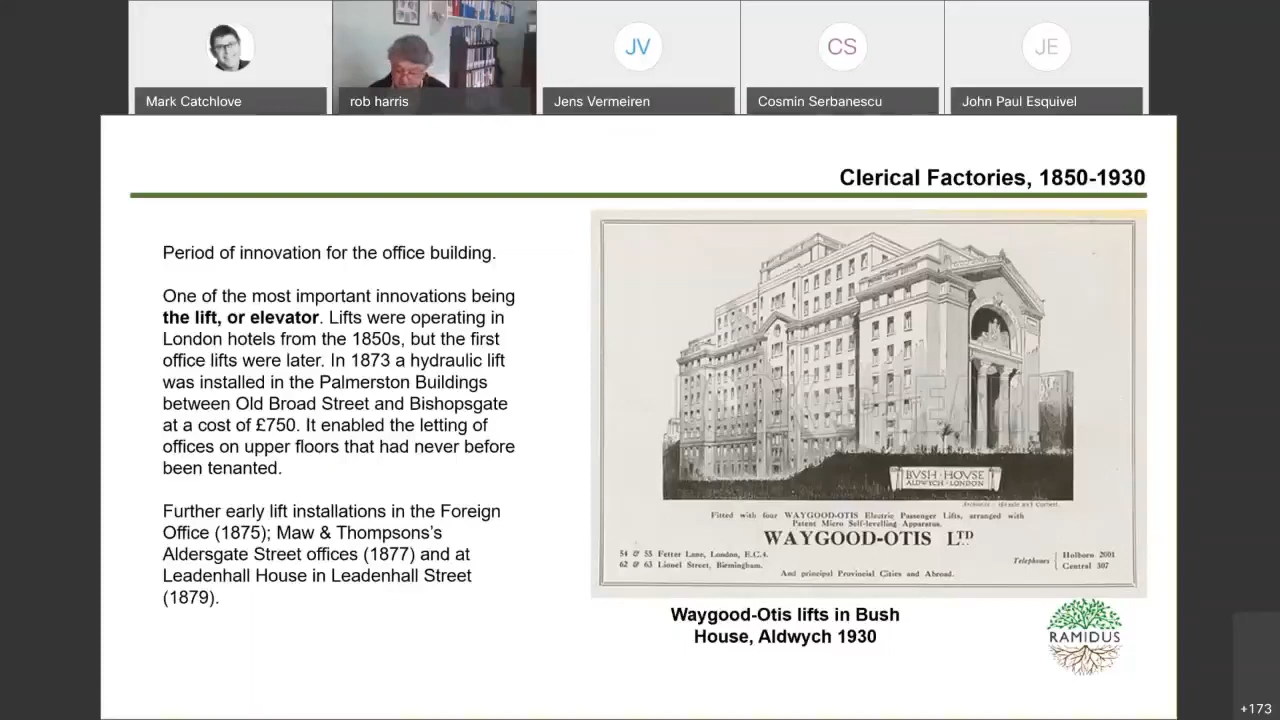 JV
CS
JE
Mark Catchlove
rob harris
Jens Vermeiren
Cosmin Serbanescu
John Paul Esquivel
Clerical Factories, 1850-1930
Period of innovation for the office building.
One of the most important innovations being
the lift, or elevator. Lifts were operating in
London hotels from the 1850s, but the first
office lifts were later. In 1873 a hydraulic lift
was installed in the Palmerston Buildings
between Old Broad Street and Bishopsgate
at a cost of £750. It enabled the letting of
offices on upper floors that had never before
been tenanted.
Further early lift installations in the Foreign
Office (1875); Maw & Thompson’s
Aldersgate Street offices (1877) and at
Leadenhall House in Leadenhall Street
(1879).
BUSH HOUSE
ALDWYCH LONDON
Fitted with four WAYGOOD-OTIS Electric Passenger Lifts, arranged with
Patent Micro Self-levelling Apparatus.
WAYGOOD-OTIS LTD
54 & 55 Fetter Lane, London, E.C.4.
62 & 63 Lionel Street, Birmingham.
Telephones
Holborn 2001
Central 307
And principal Provincial Cities and Abroad.
Waygood-Otis lifts in Bush
House, Aldwych 1930
RAMIDUS
+173